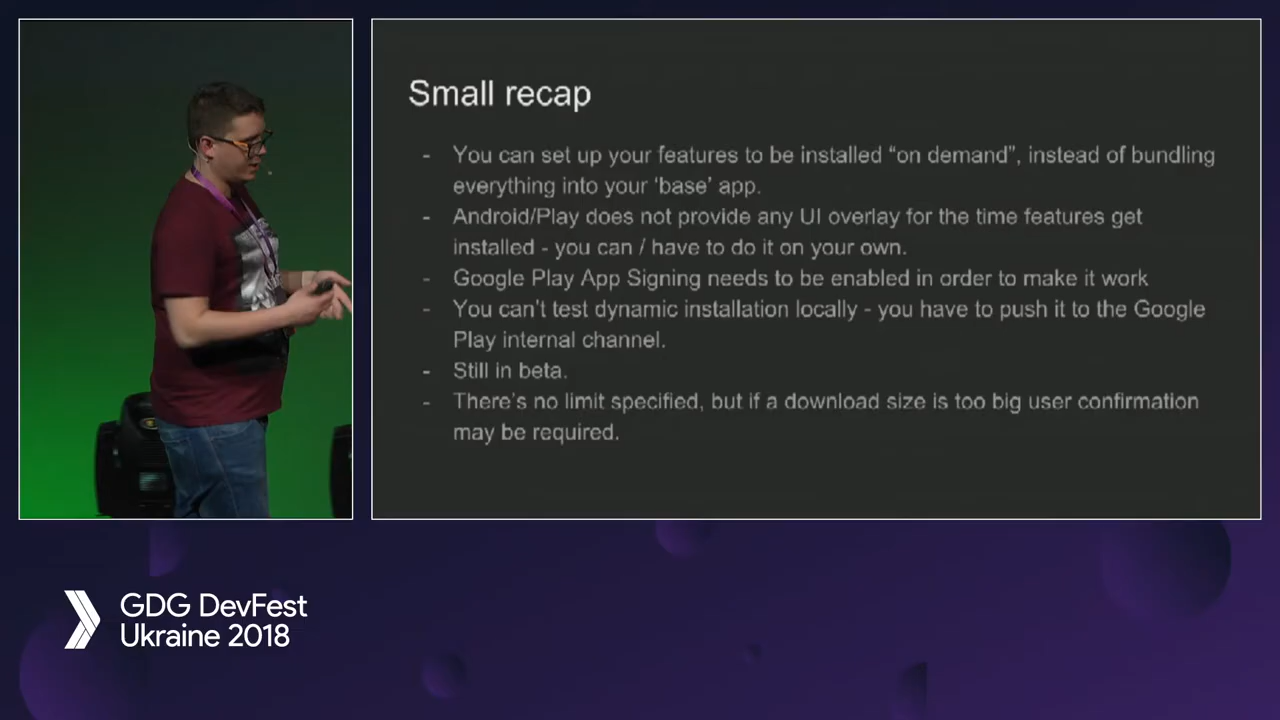 Small recap
- You can set up your features to be installed “on demand”, instead of bundling
everything into your ‘base’ app.
- Android/Play does not provide any UI overlay for the time features get
installed - you can / have to do it on your own.
- Google Play App Signing needs to be enabled in order to make it work
- You can’t test dynamic installation locally - you have to push it to the Google
Play internal channel.
- Still in beta.
- There’s no limit specified, but if a download size is too big user confirmation
may be required.
GDG DevFest
Ukraine 2018